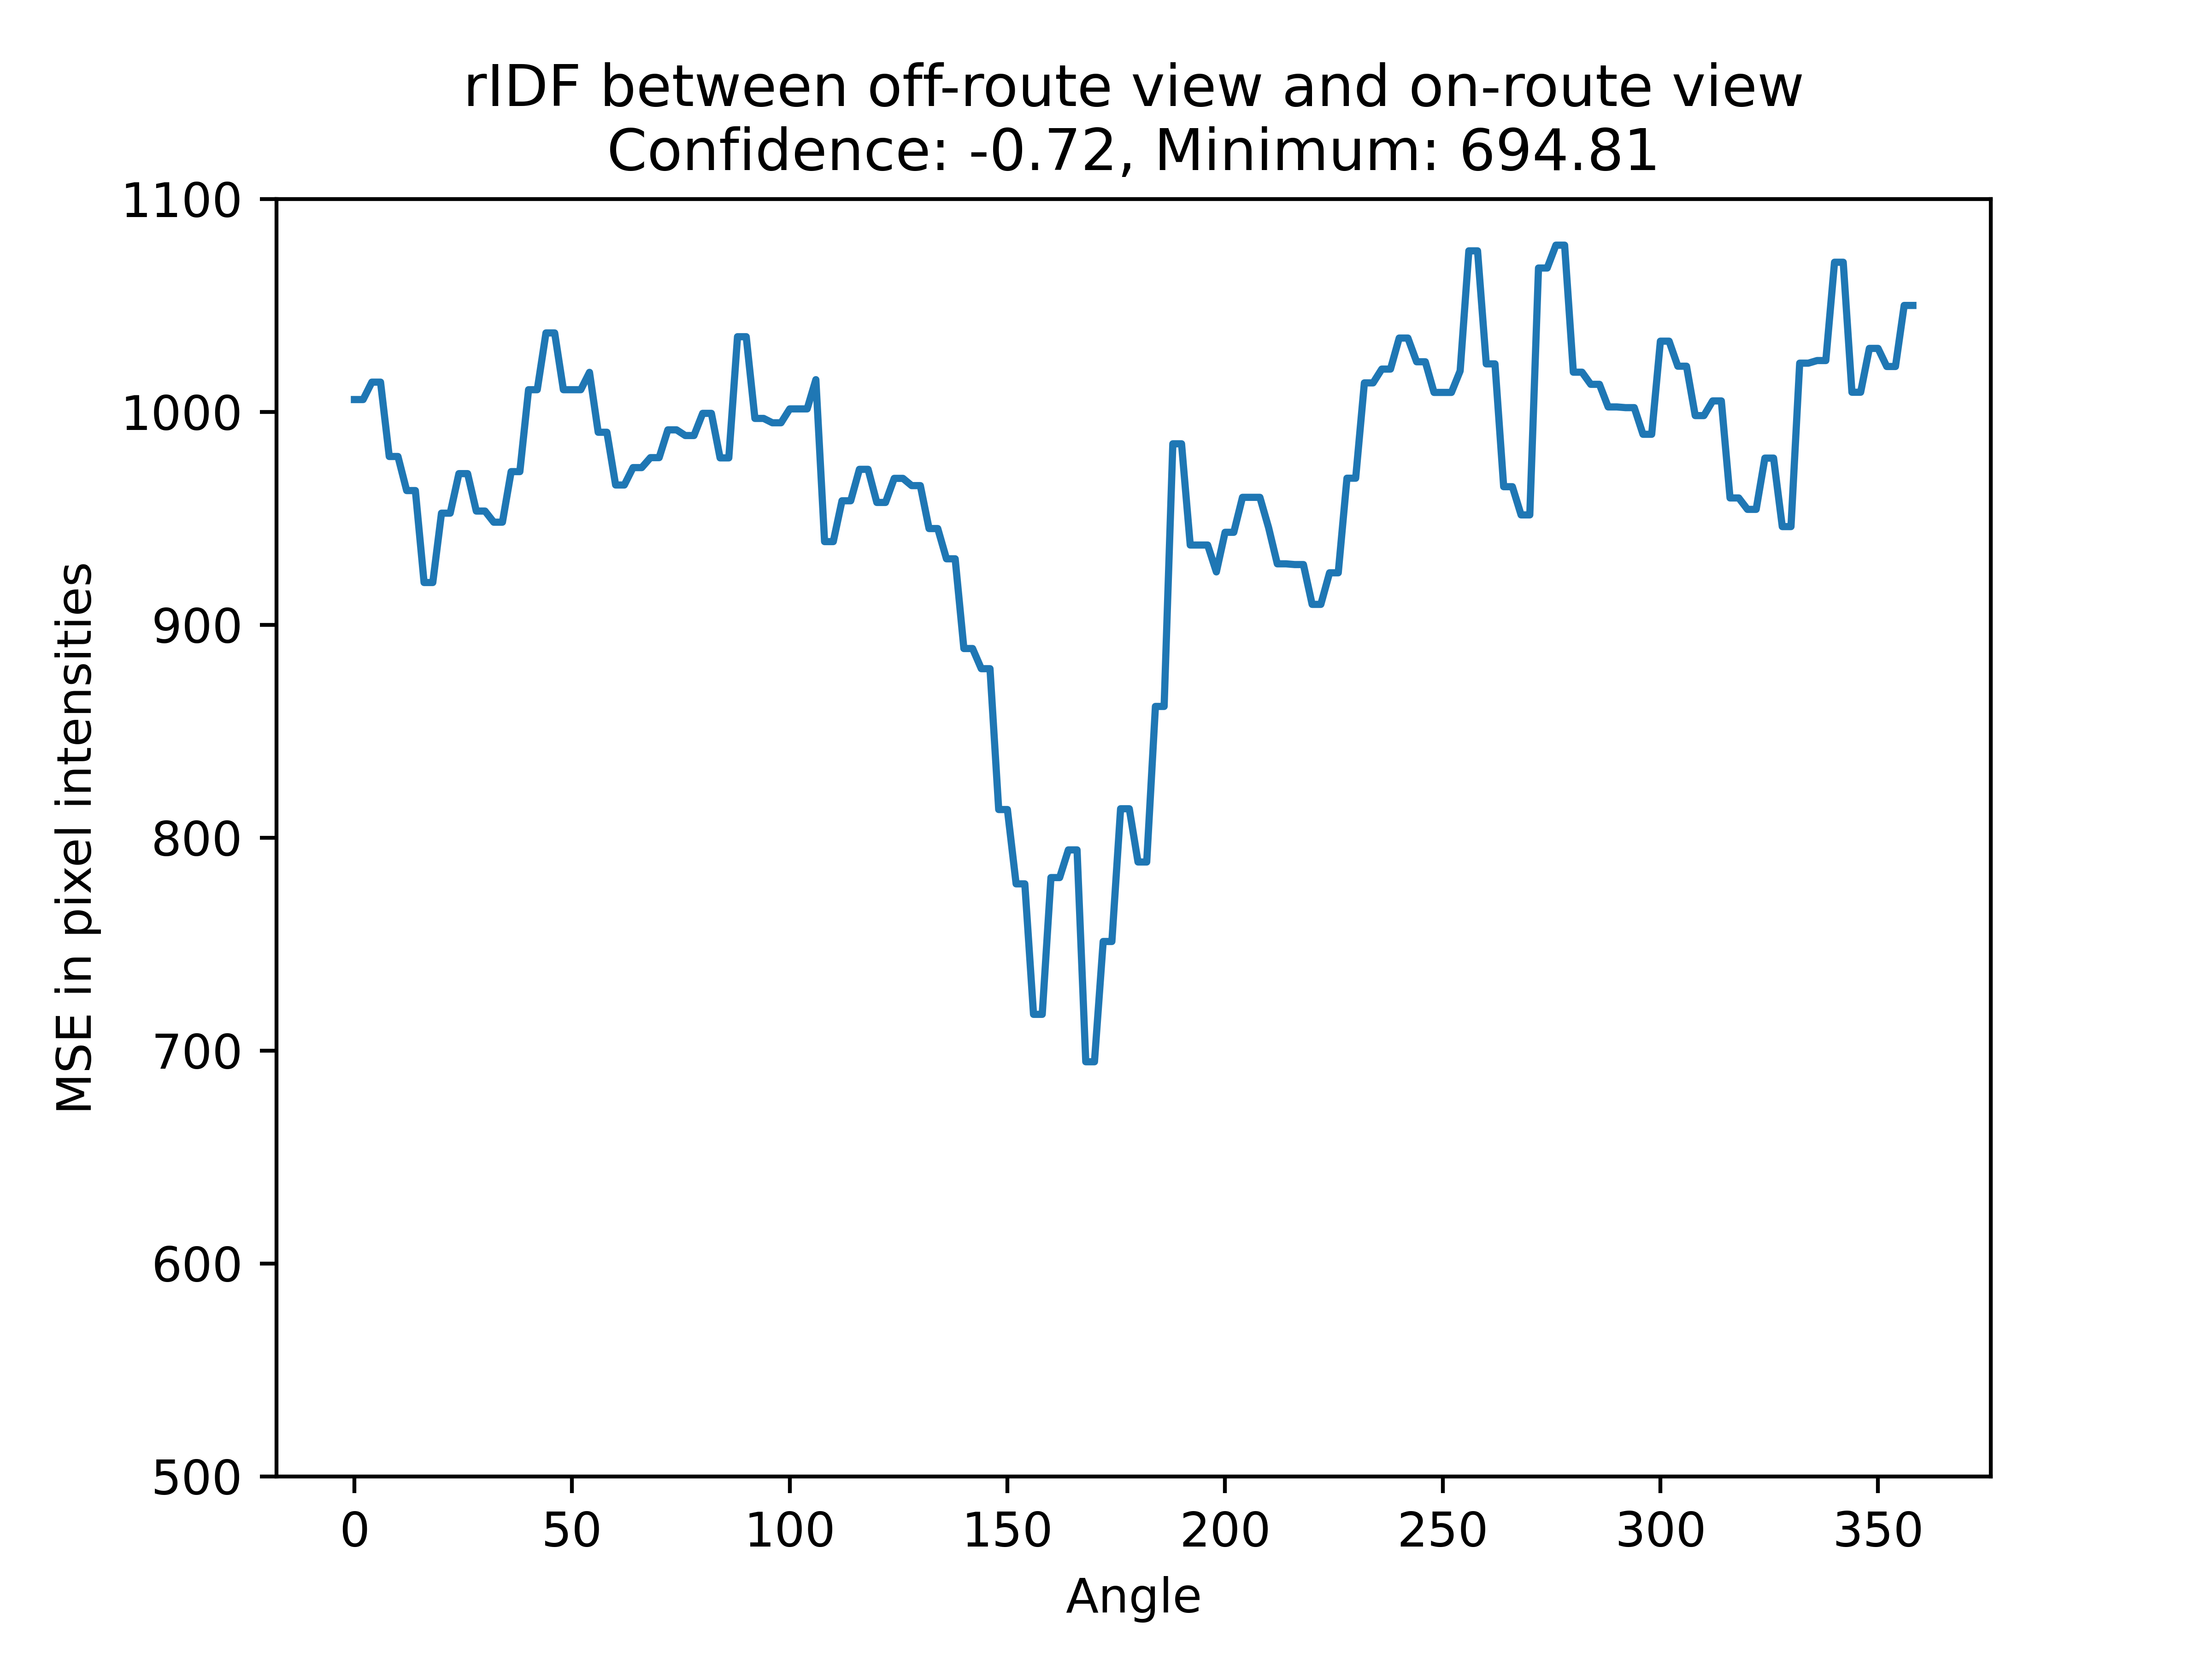 rIDF between off-route view and on-route view
Confidence: -0.72, Minimum: 694.81
1100
1000
900
800
700
600
500
MSE in pixel intensities
0 50 100 150 200 250 300 350
Angle